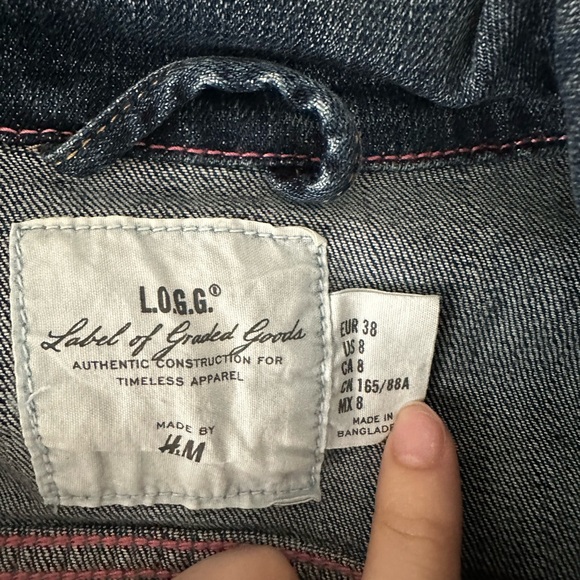 L.O.G.G.®
Label of Graded Goods
AUTHENTIC CONSTRUCTION FOR
TIMELESS APPAREL
MADE BY
H&M
EUR 38
US 8
CA 8
CN 165/88A
MX 8
MADE IN